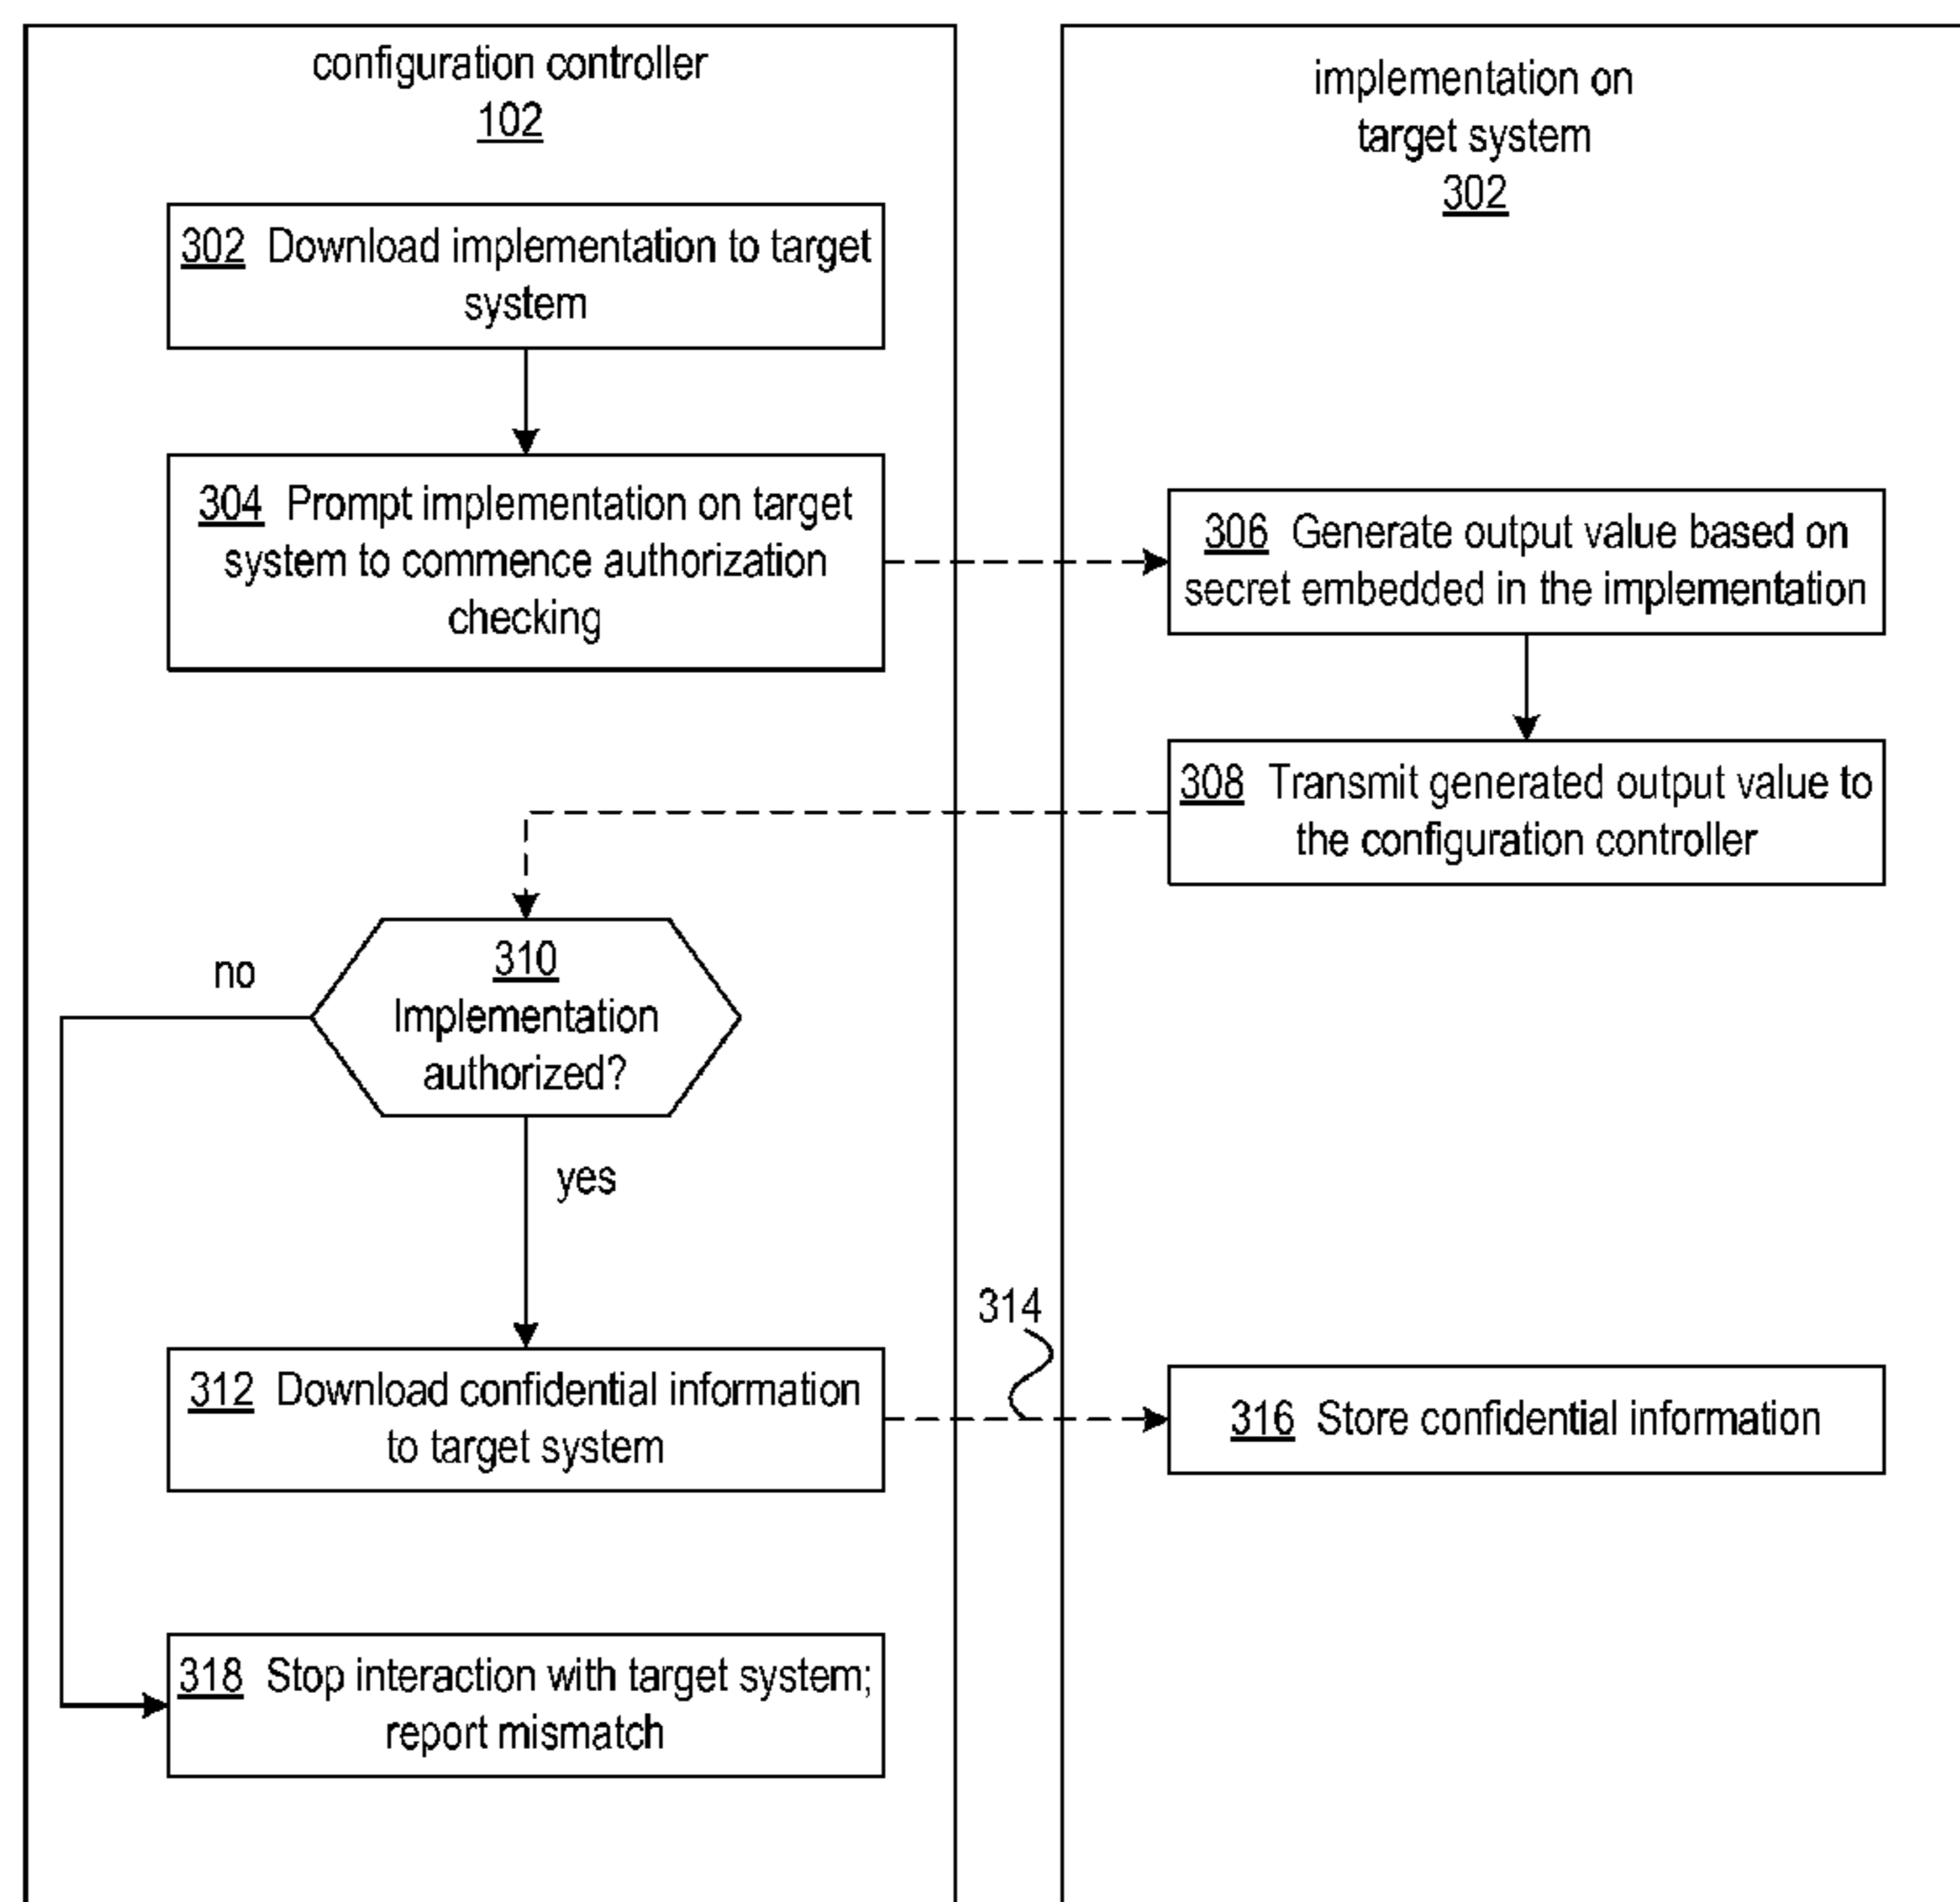 configuration controller
102
implementation on
target system
302
302 Download implementation to target
system
304 Prompt implementation on target
system to commence authorization
checking
306 Generate output value based on
secret embedded in the implementation
308 Transmit generated output value to
the configuration controller
310
Implementation
authorized?
no
yes
314
312 Download confidential information
to target system
316 Store confidential information
318 Stop interaction with target system;
report mismatch